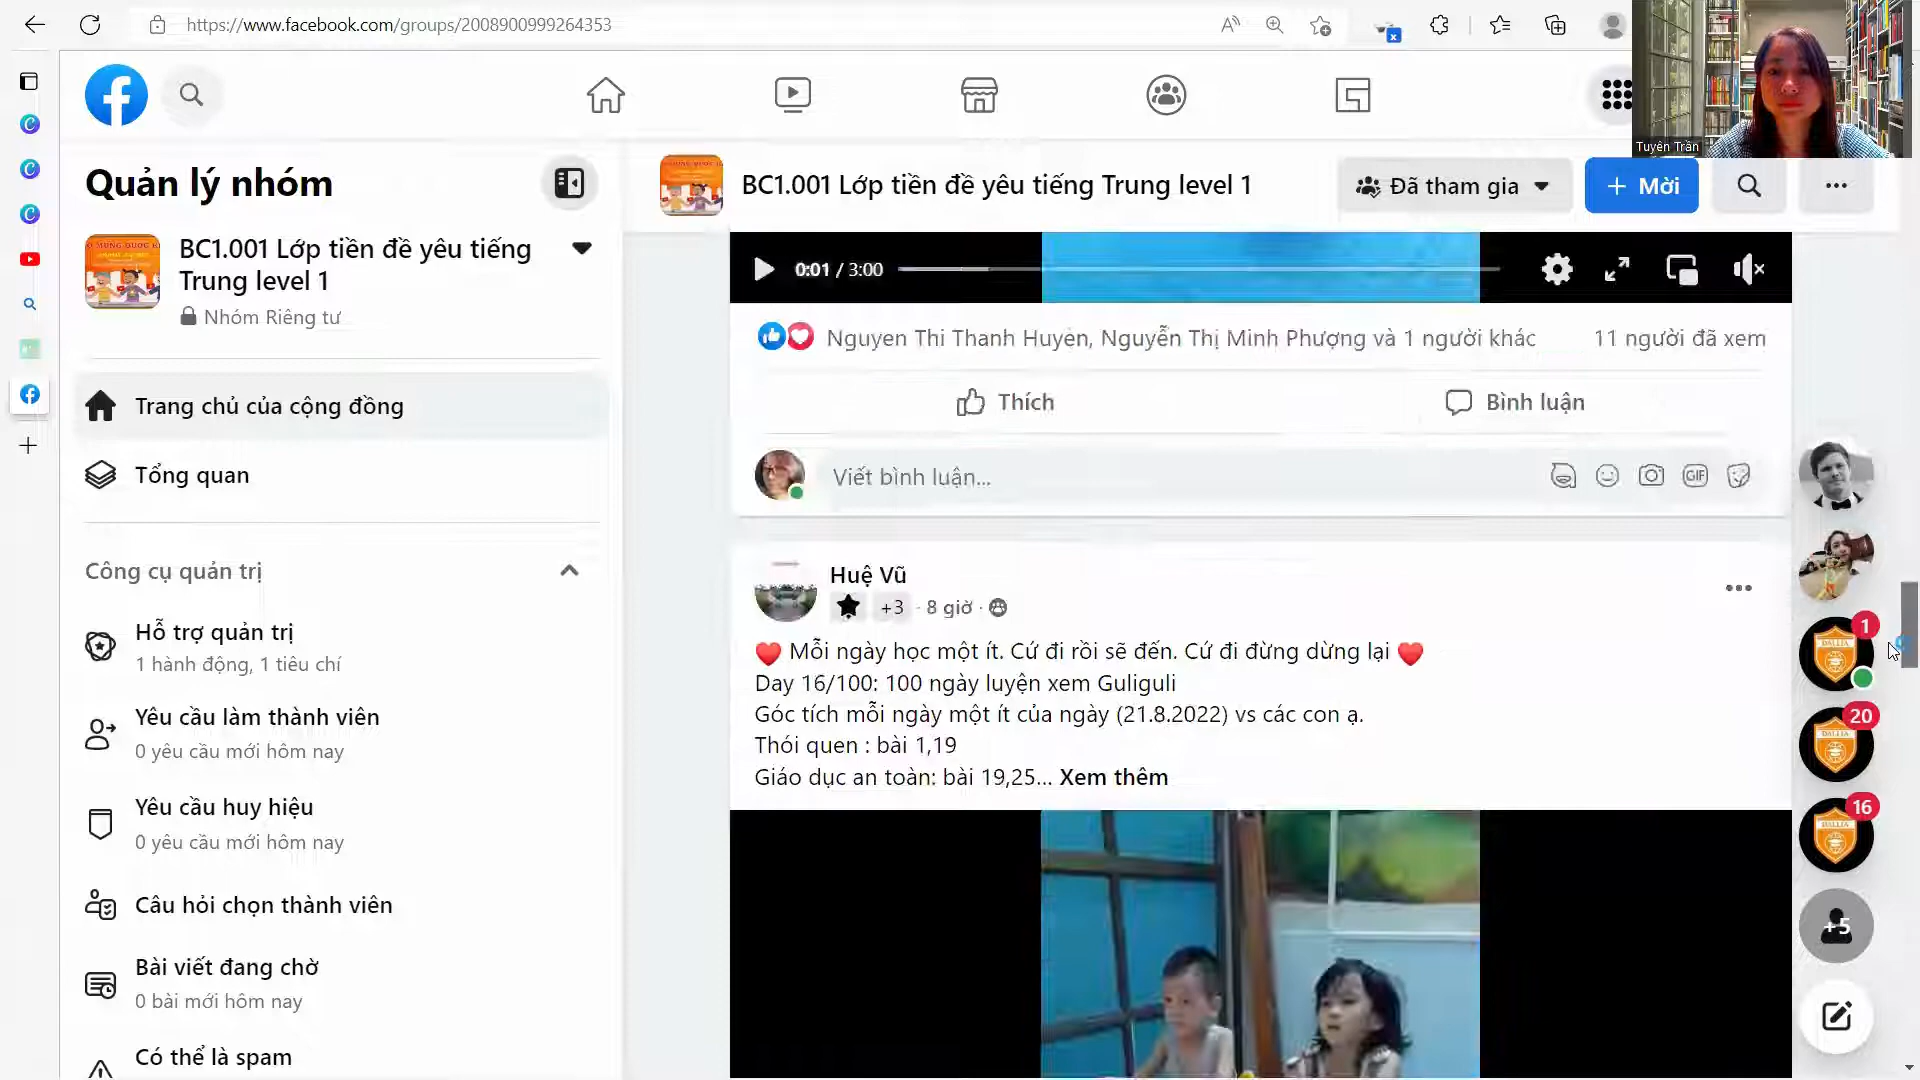 https://www.facebook.com/groups/2008900999264353
Tuyên Trần
Quản lý nhóm
BC1.001 Lớp tiền đề yêu tiếng Trung level 1
Đã tham gia
Mời
BC1.001 Lớp tiền đề yêu tiếng
Trung level 1
Nhóm Riêng tư
Trang chủ của cộng đồng
Tổng quan
Công cụ quản trị
Hỗ trợ quản trị
1 hành động, 1 tiêu chí
Yêu cầu làm thành viên
0 yêu cầu mới hôm nay
Yêu cầu huy hiệu
0 yêu cầu mới hôm nay
Câu hỏi chọn thành viên
Bài viết đang chờ
0 bài mới hôm nay
Có thể là spam
0:01 / 3:00
Nguyen Thi Thanh Huyền, Nguyễn Thị Minh Phượng và 1 người khác
11 người đã xem
Thích
Bình luận
Viết bình luận...
GIF
Huệ Vũ
+3 · 8 giờ ·
Mỗi ngày học một ít. Cứ đi rồi sẽ đến. Cứ đi đừng dừng lại
Day 16/100: 100 ngày luyện xem Guliguli
Góc tích mỗi ngày một ít của ngày (21.8.2022) vs các con ạ.
Thói quen : bài 1,19
Giáo dục an toàn: bài 19,25... Xem thêm
1
DALLIA
20
DALLIA
16
DALLIA
+5